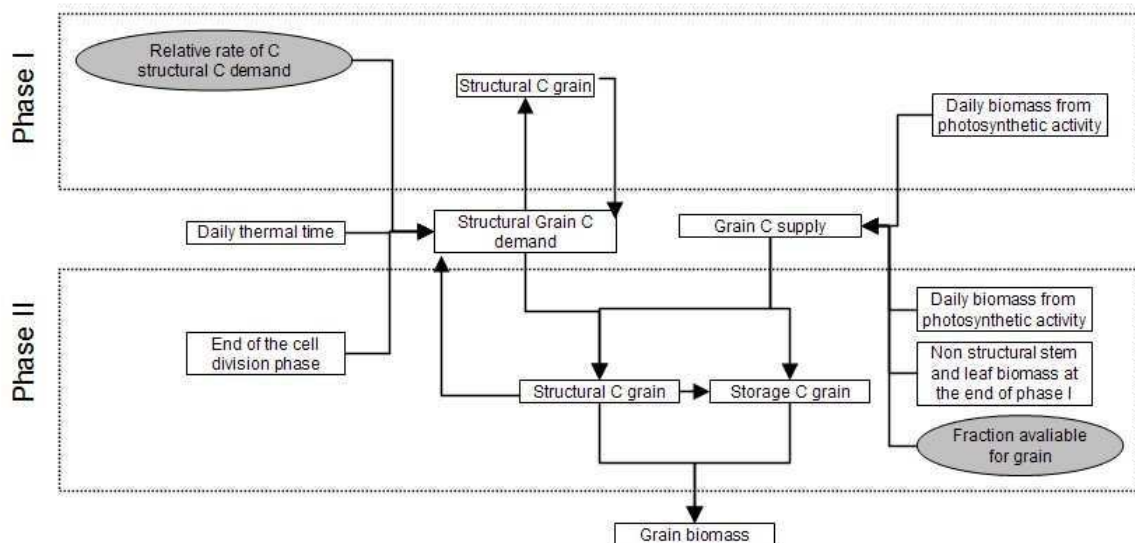 Phase I
Relative rate of C
structural C demand
Structural C grain
Daily biomass from
photosynthetic activity
Daily thermal time
Structural Grain C
demand
Grain C supply
Phase II
End of the cell
division phase
Daily biomass from
photosynthetic activity
Non structural stem
and leaf biomass at
the end of phase I
Structural C grain
Storage C grain
Fraction avaliable
for grain
Grain biomass